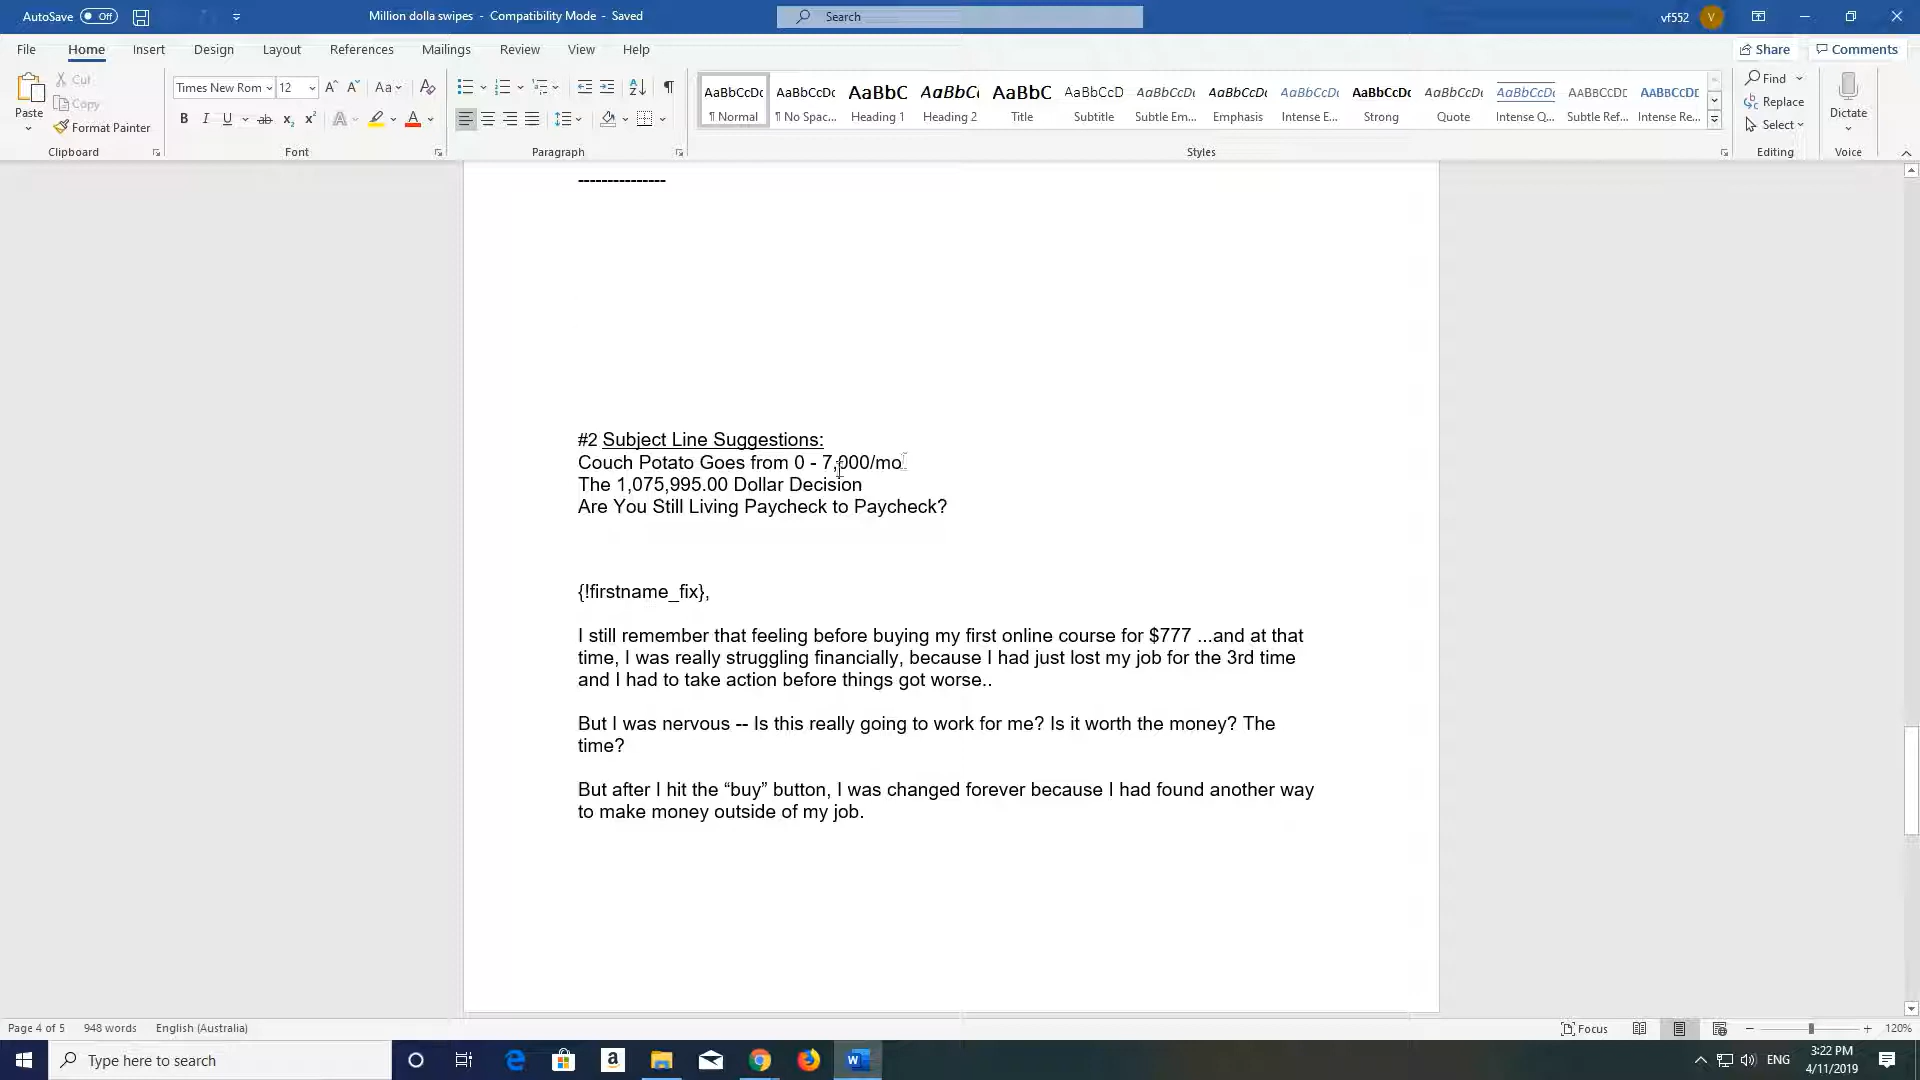 AutoSave Off
Million dolla swipes - Compatibility Mode - Saved
Search
vf552 V
File Home Insert Design Layout References Mailings Review View Help
Share Comments
Paste
Cut
Copy
Format Painter
Clipboard
Times New Rom 12
Font
Paragraph
AaBbCcDc AaBbCcDc AaBbC AaBbC AaBbC AaBbCcD AaBbCcDc AaBbCcDc AaBbCcDc AaBbCcDc AaBbCcDc AaBbCcDc AaBbCcDc AaBbCcDc
¶ Normal ¶ No Spac... Heading 1 Heading 2 Title Subtitle Subtle Em... Emphasis Intense E... Strong Quote Intense Q... Subtle Ref... Intense Re...
Styles
Find
Replace
Select
Editing
Dictate
Voice
---------------
#2 Subject Line Suggestions:
Couch Potato Goes from 0 - 7,000/mo
The 1,075,995.00 Dollar Decision
Are You Still Living Paycheck to Paycheck?
{!firstname_fix},
I still remember that feeling before buying my first online course for $777 ...and at that
time, I was really struggling financially, because I had just lost my job for the 3rd time
and I had to take action before things got worse..
But I was nervous -- Is this really going to work for me? Is it worth the money? The
time?
But after I hit the “buy” button, I was changed forever because I had found another way
to make money outside of my job.
Page 4 of 5 948 words English (Australia)
Focus
120%
Type here to search
ENG
3:22 PM
4/11/2019